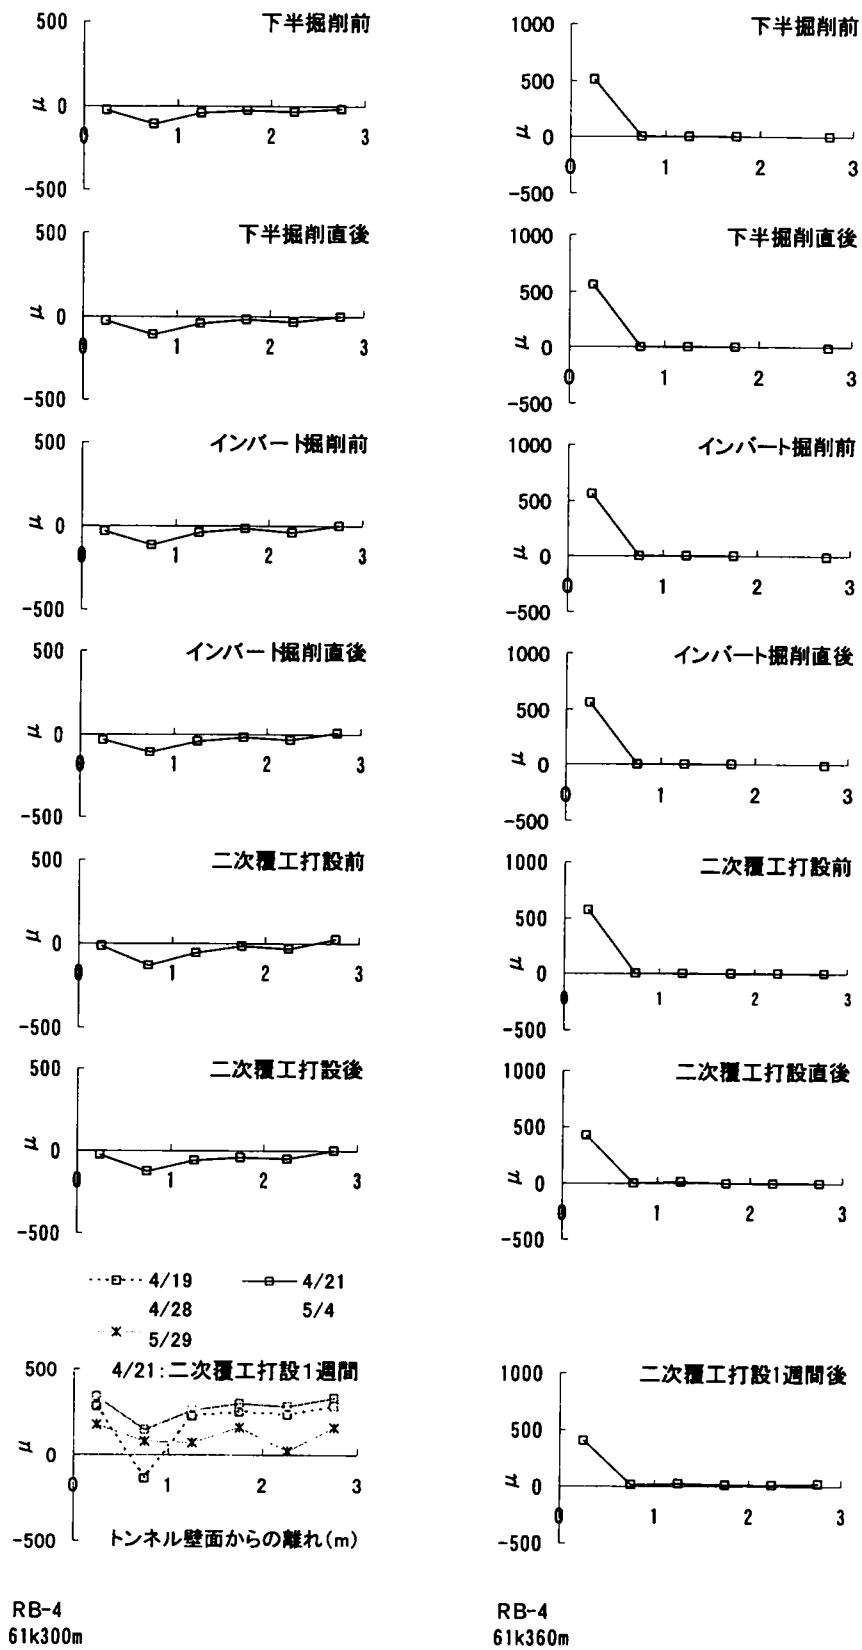 500
下半掘削前
μ 0
0 1 2 3
-500
500
下半掘削直後
μ 0
0 1 2 3
-500
500
インバート掘削前
μ 0
0 1 2 3
-500
500
インバート掘削直後
μ 0
0 1 2 3
-500
500
二次覆工打設前
μ 0
0 1 2 3
-500
500
二次覆工打設後
μ 0
0 1 2 3
-500
4/19 4/21
4/28 5/4
5/29
500
4/21:二次覆工打設1週間
μ 0
0 1 2 3
-500
トンネル壁面からの離れ(m)
RB-4
61k300m
1000
下半掘削前
500
μ 0
0 1 2 3
-500
1000
下半掘削直後
500
μ 0
0 1 2 3
-500
1000
インバート掘削前
500
μ 0
0 1 2 3
-500
1000
インバート掘削直後
500
μ 0
0 1 2 3
-500
1000
二次覆工打設前
500
μ 0
0 1 2 3
-500
1000
二次覆工打設直後
500
μ 0
0 1 2 3
-500
1000
二次覆工打設1週間後
500
μ 0
0 1 2 3
-500
RB-4
61k360m